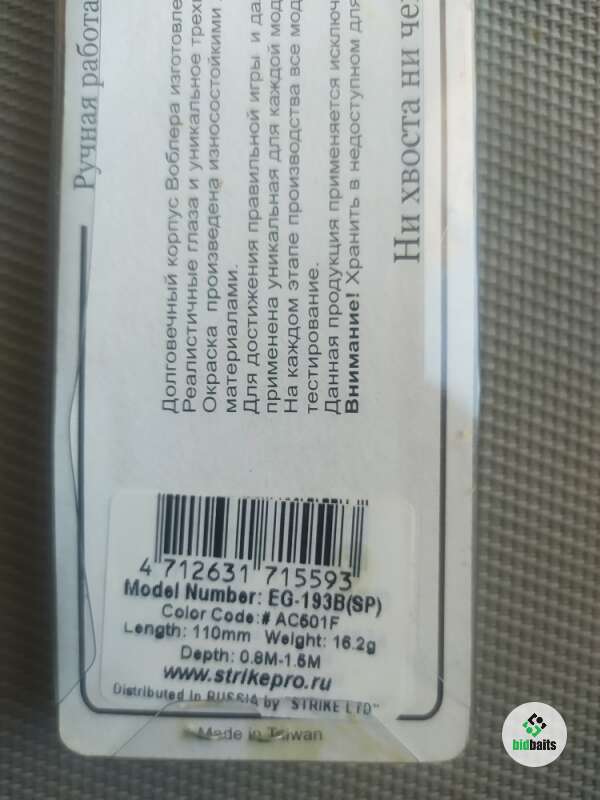 Ручная работа
Долговечный корпус Воблера изготовле
Реалистичные глаза и уникальное трех
Окраска произведена износостойкими
материалами.
Для достижения правильной игры и да
применена уникальная для каждой мод
На каждом этапе производства все мод
тестирование.
Данная продукция применяется исключ
Внимание! Хранить в недоступном для
Ни хвоста ни че
4 712631 715593
Model Number: EG-193B(SP)
Color Code:# AC601F
Length: 110mm Weight: 16.2g
Depth: 0.8M-1.5M
www.strikepro.ru
Distributed in RUSSIA by "STRIKE LTD"
Made in Taiwan
bidbaits